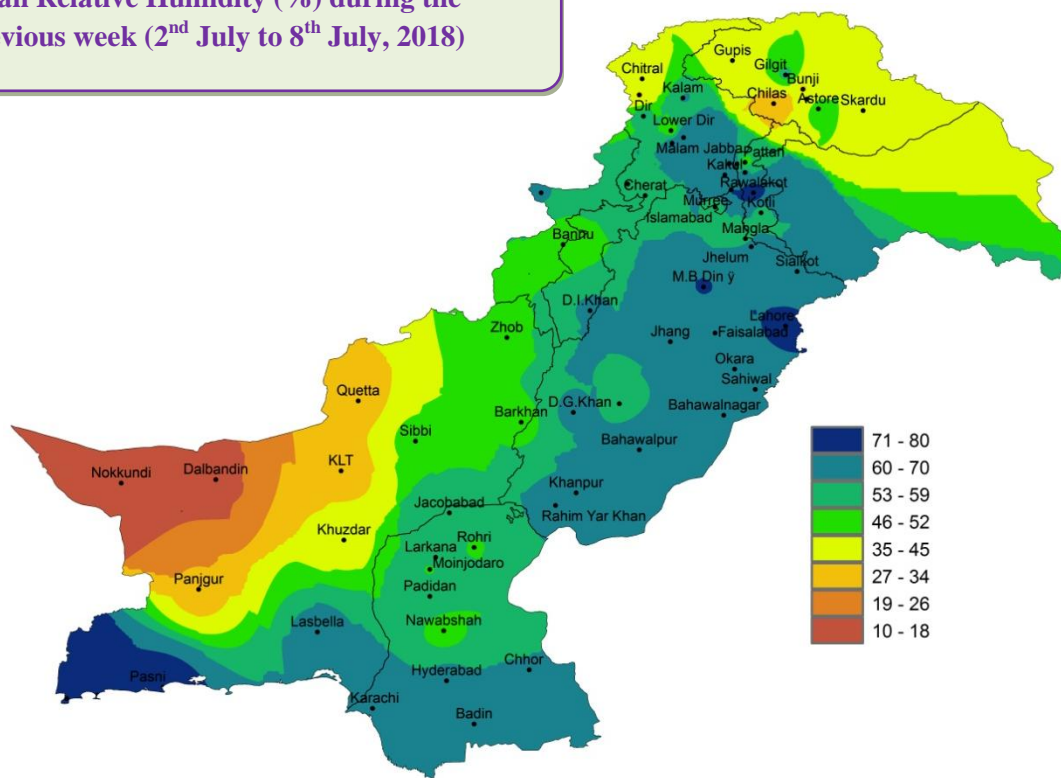 Relative Humidity (%) during the
week (2nd July to 8th July, 2018)
Gupis
Gilgit
Chitral
Bunji
Kalam
Chilas
Astore
Skardu
Dir
Lower Dir
Malam Jabba
Pattan
Cherat
Rawalakot
Murree
Kotli
Islamabad
Mangla
Bannu
Jhelum
Sialkot
M.B Din ÿ
D.I.Khan
Lahore
Zhob
Jhang
Faisalabad
Okara
Quetta
Sahiwal
D.G.Khan
Barkhan
Bahawalnagar
Sibbi
Bahawalpur
Nokkundi
Dalbandin
KLT
Khanpur
Jacobabad
Rahim Yar Khan
Khuzdar
Rohri
Larkana
Moinjodaro
Panjgur
Padidan
Lasbella
Nawabshah
Pasni
Hyderabad
Chhor
Karachi
Badin
71 - 80
60 - 70
53 - 59
46 - 52
35 - 45
27 - 34
19 - 26
10 - 18